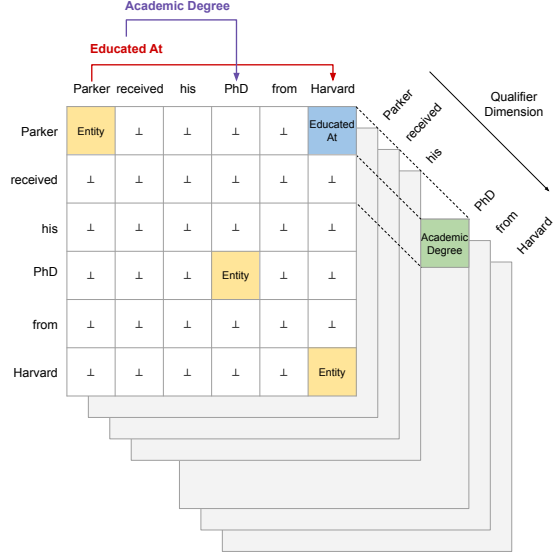 Academic Degree
Educated At
Parker received his PhD from Harvard
Qualifier
Dimension
Parker
received
his
PhD
from
Harvard
Parker Entity ⊥ ⊥ ⊥ ⊥ Educated At
received ⊥ ⊥ ⊥ ⊥ ⊥ ⊥
his ⊥ ⊥ ⊥ ⊥ ⊥ ⊥
Academic
Degree
PhD ⊥ ⊥ ⊥ Entity ⊥ ⊥
from ⊥ ⊥ ⊥ ⊥ ⊥ ⊥
Harvard ⊥ ⊥ ⊥ ⊥ ⊥ Entity